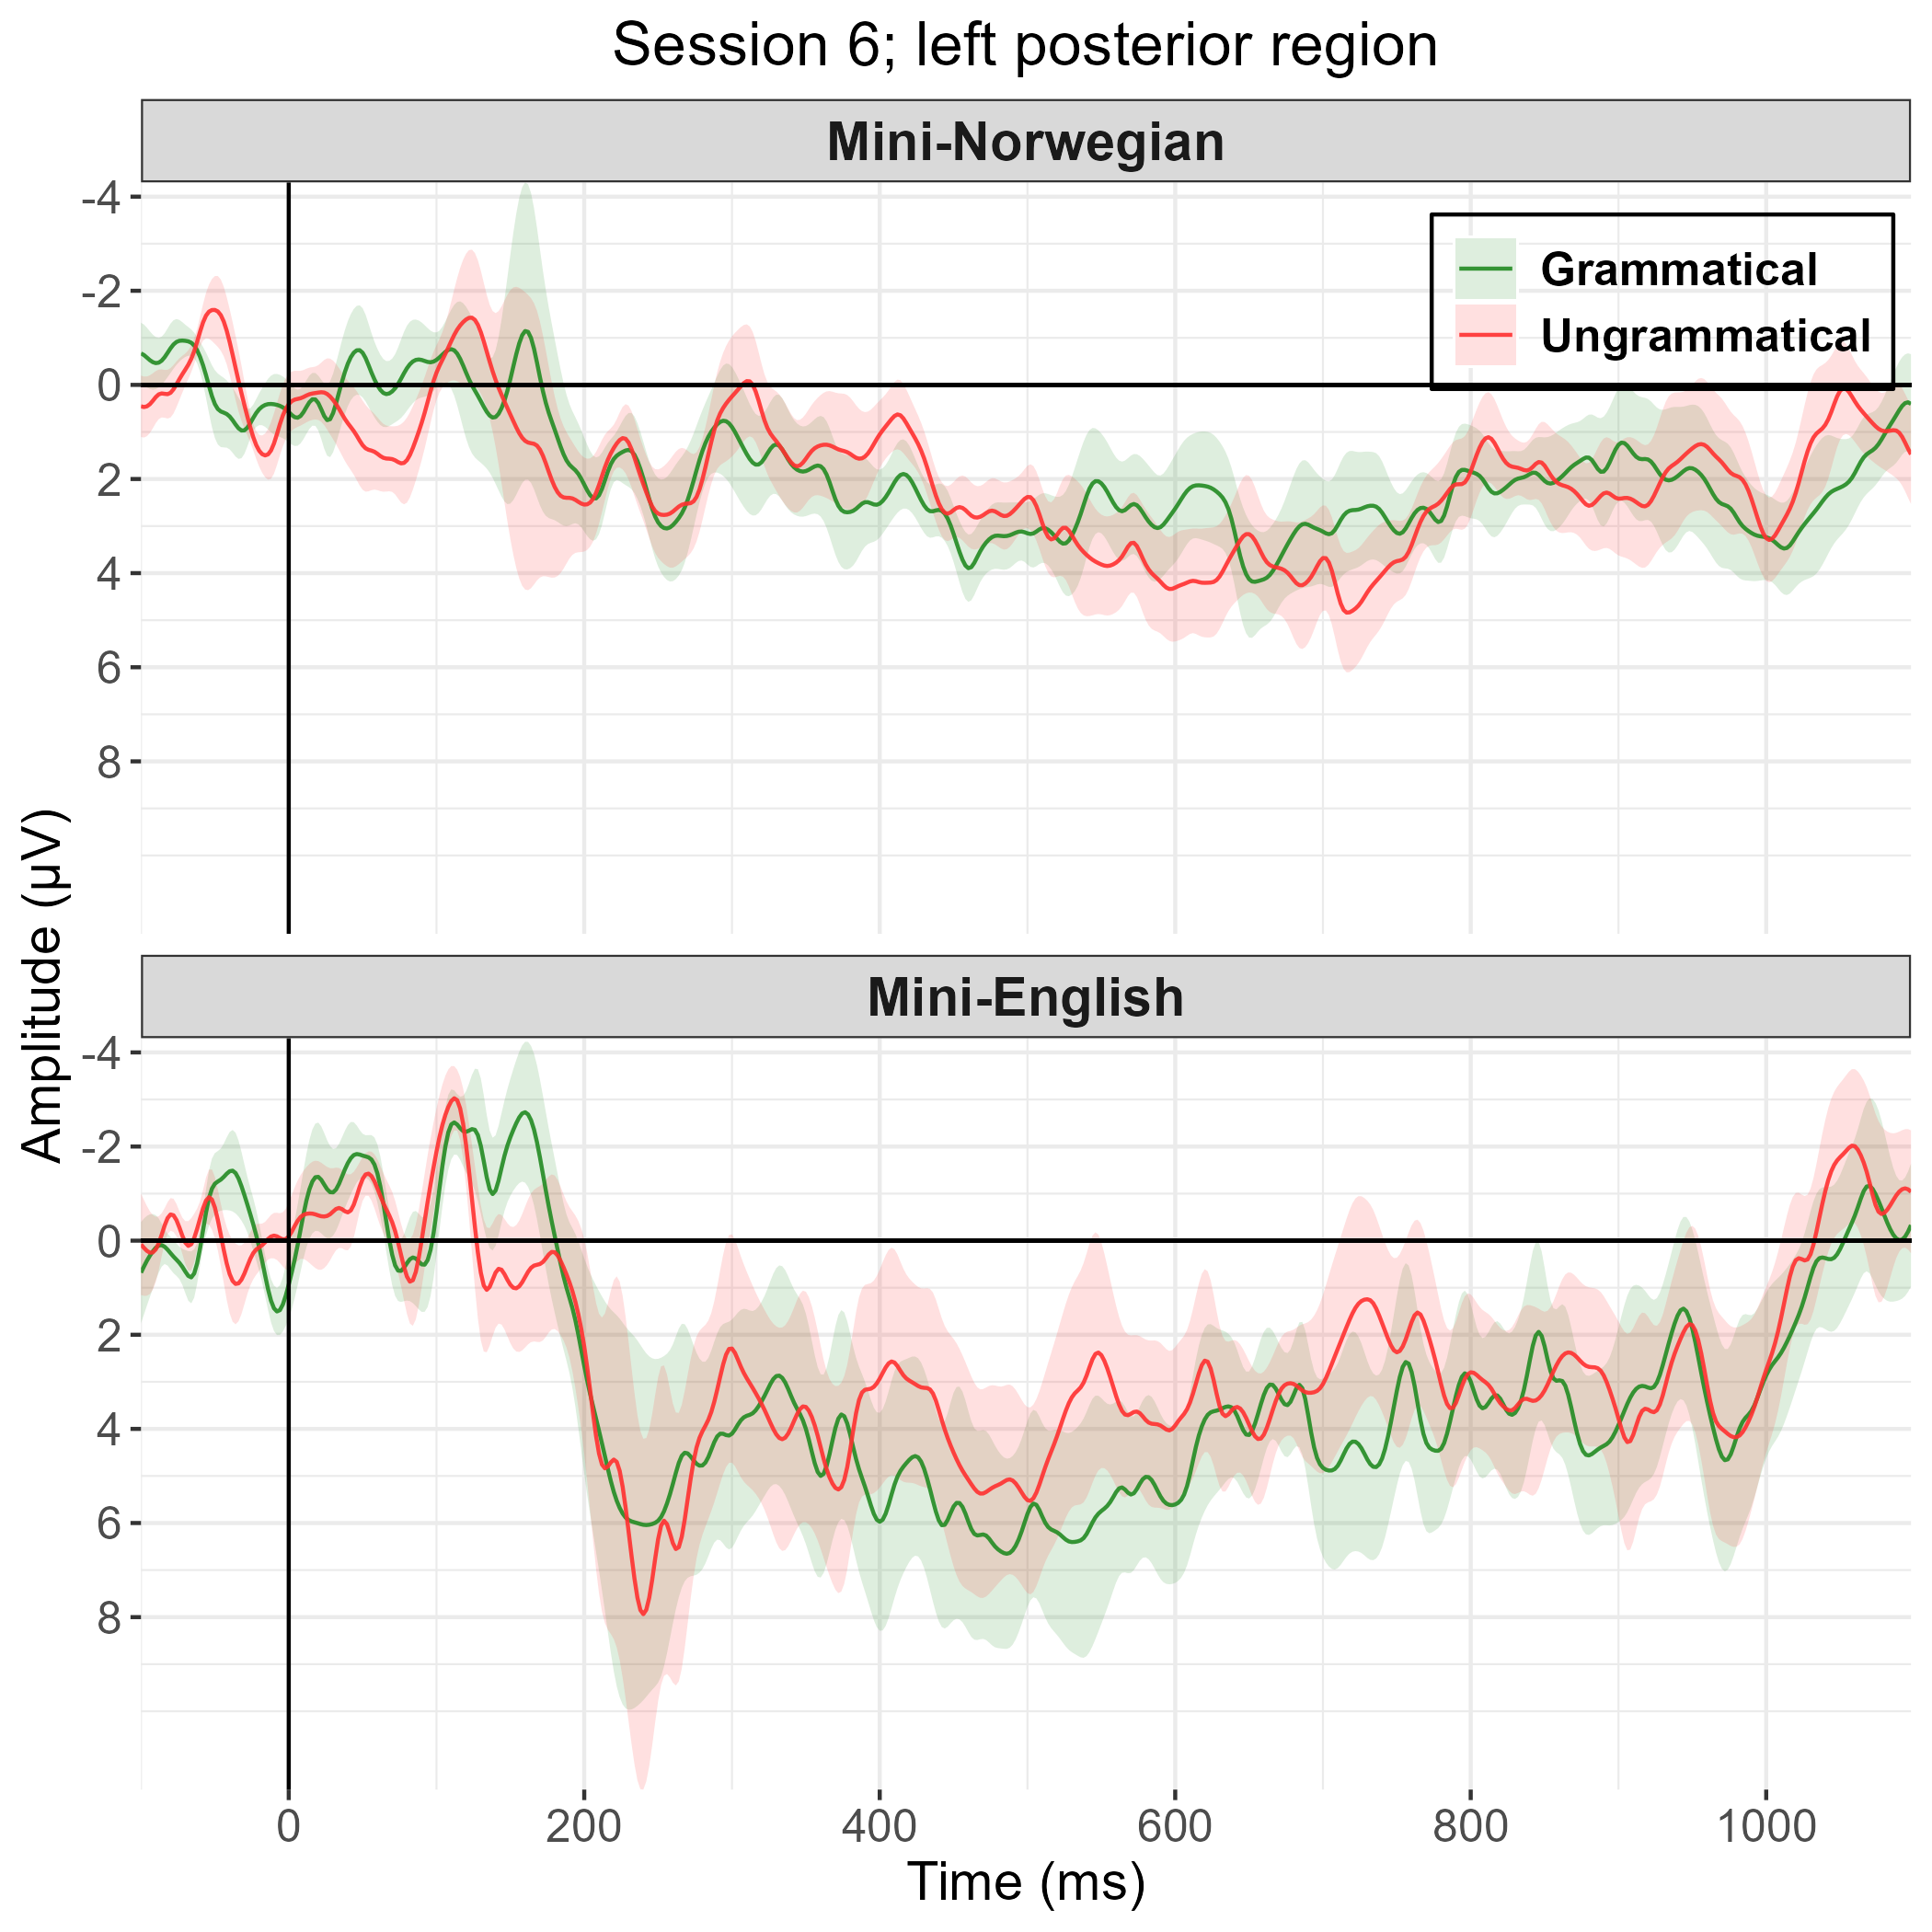 Session 6; left posterior region
Mini-Norwegian
-4
-2
0
2
4
6
8
Grammatical
Ungrammatical
Amplitude (µV)
Mini-English
-4
-2
0
2
4
6
8
0 200 400 600 800 1000
Time (ms)